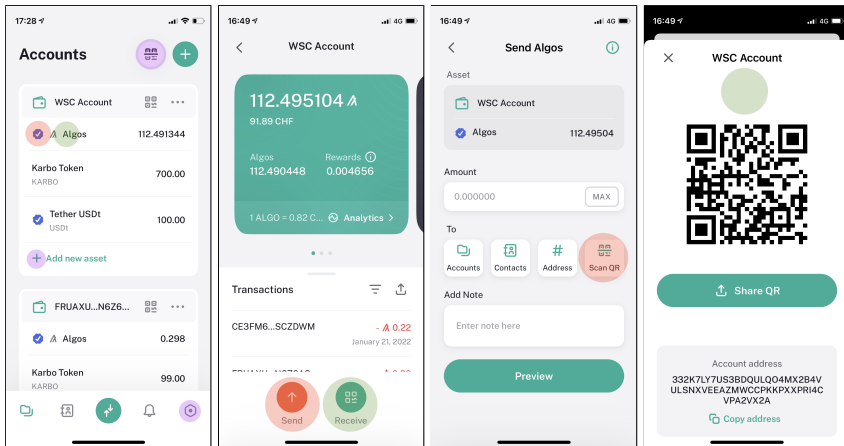 17:28
Accounts
WSC Account
Algos 112.491344
Karbo Token
KARBO
700.00
Tether USDt
USDt
100.00
Add new asset
FRUAXU...N6Z6...
Algos 0.298
Karbo Token
KARBO
99.00
16:49 4G
WSC Account
112.495104
91.89 CHF
Algos Rewards
112.490448 0.004656
1 ALGO = 0.82 C... Analytics
Transactions
CE3FM6...SCZDWM - 0.22
January 21, 2022
Send Receive
16:49 4G
Send Algos
Asset
WSC Account
Algos 112.49504
Amount
0.000000 MAX
To
Accounts Contacts Address Scan QR
Add Note
Enter note here
Preview
16:49 4G
WSC Account
Share QR
Account address
332K7LY7US3BDQULQO4MX2B4V
ULSNXVEEAZMWCCPKKPXXPRI4C
VPA2VX2A
Copy address